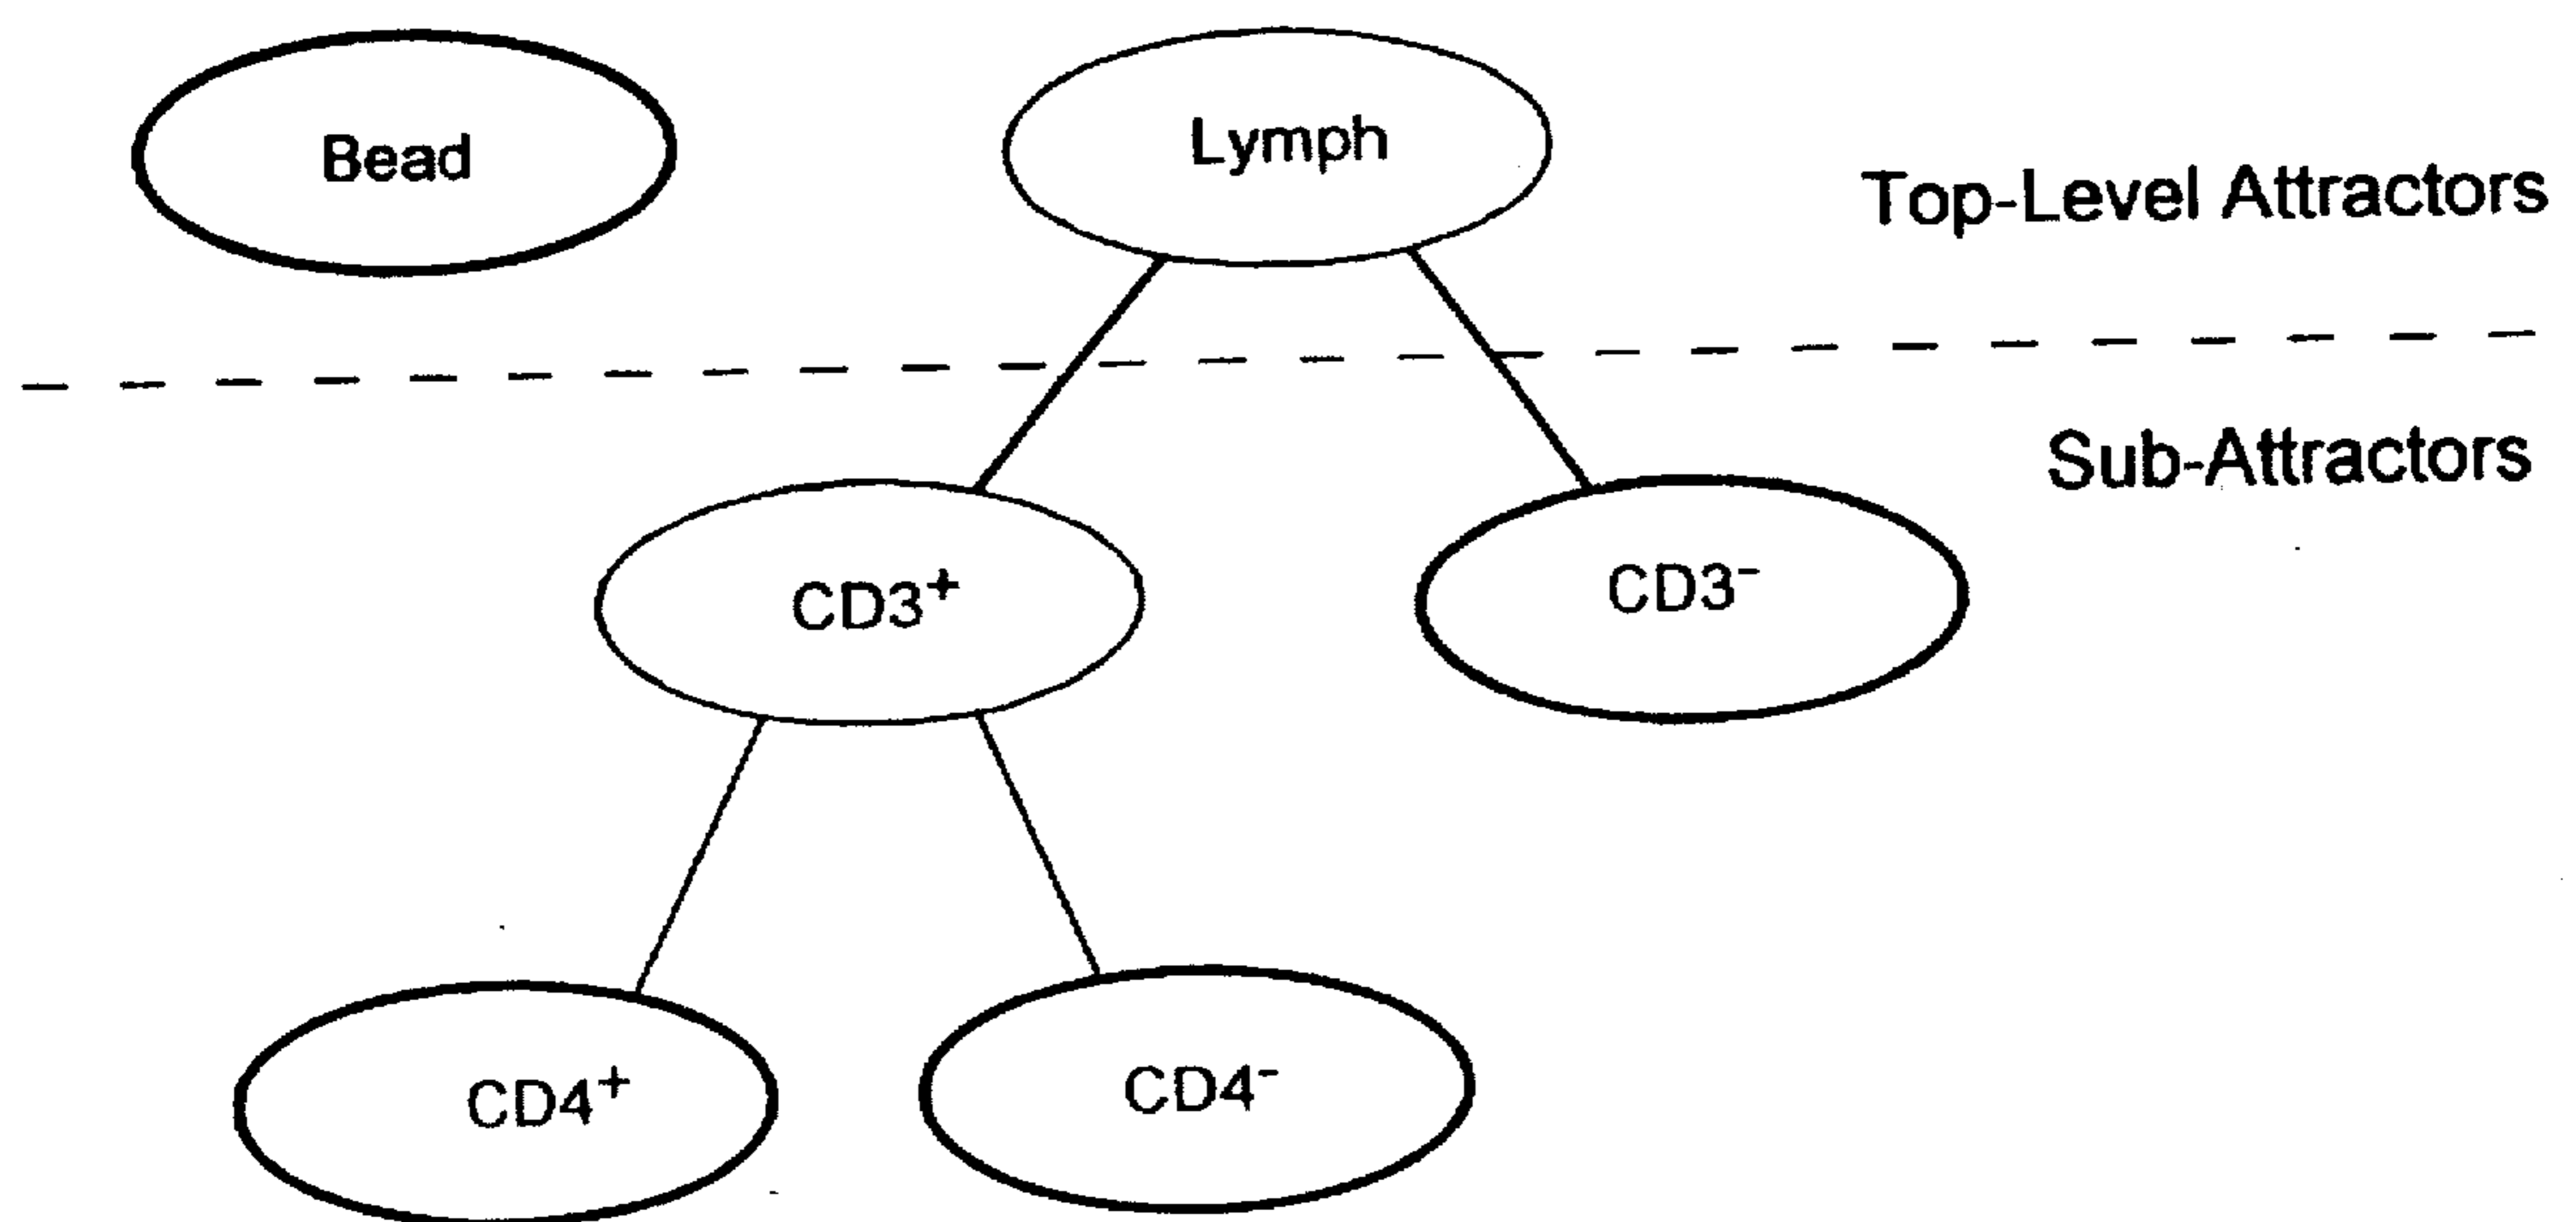 Bead
Lymph
Top-Level Attractors
Sub-Attractors
CD3⁺
CD3⁻
CD4⁺
CD4⁻